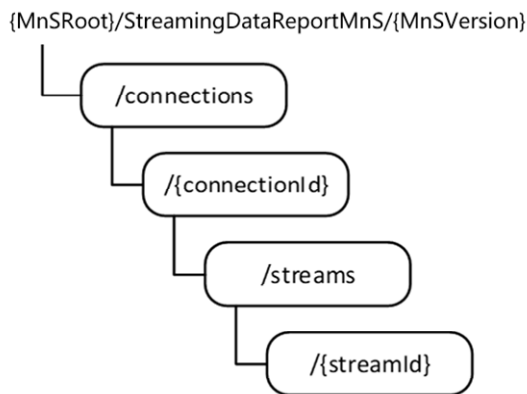 {MnSRoot}/StreamingDataReportMnS/{MnSVersion}
/connections
/{connectionId}
/streams
/{streamId}